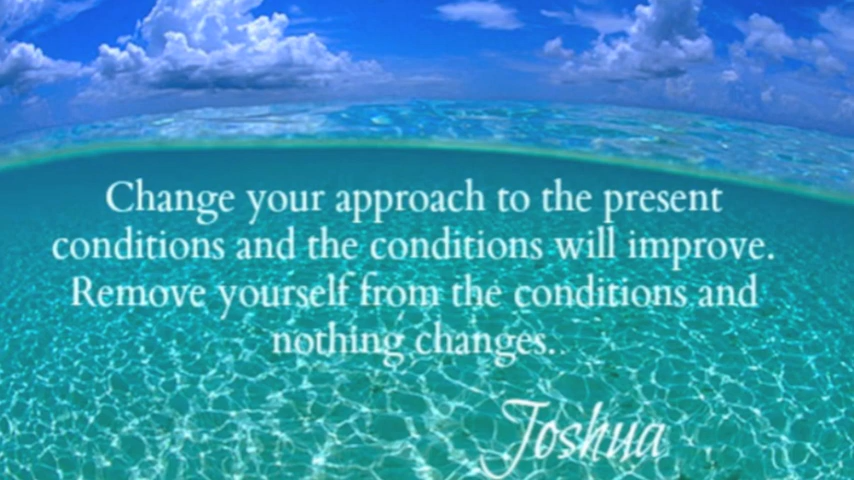 Change your approach to the present
conditions and the conditions will improve.
Remove yourself from the conditions and
nothing changes..
Joshua